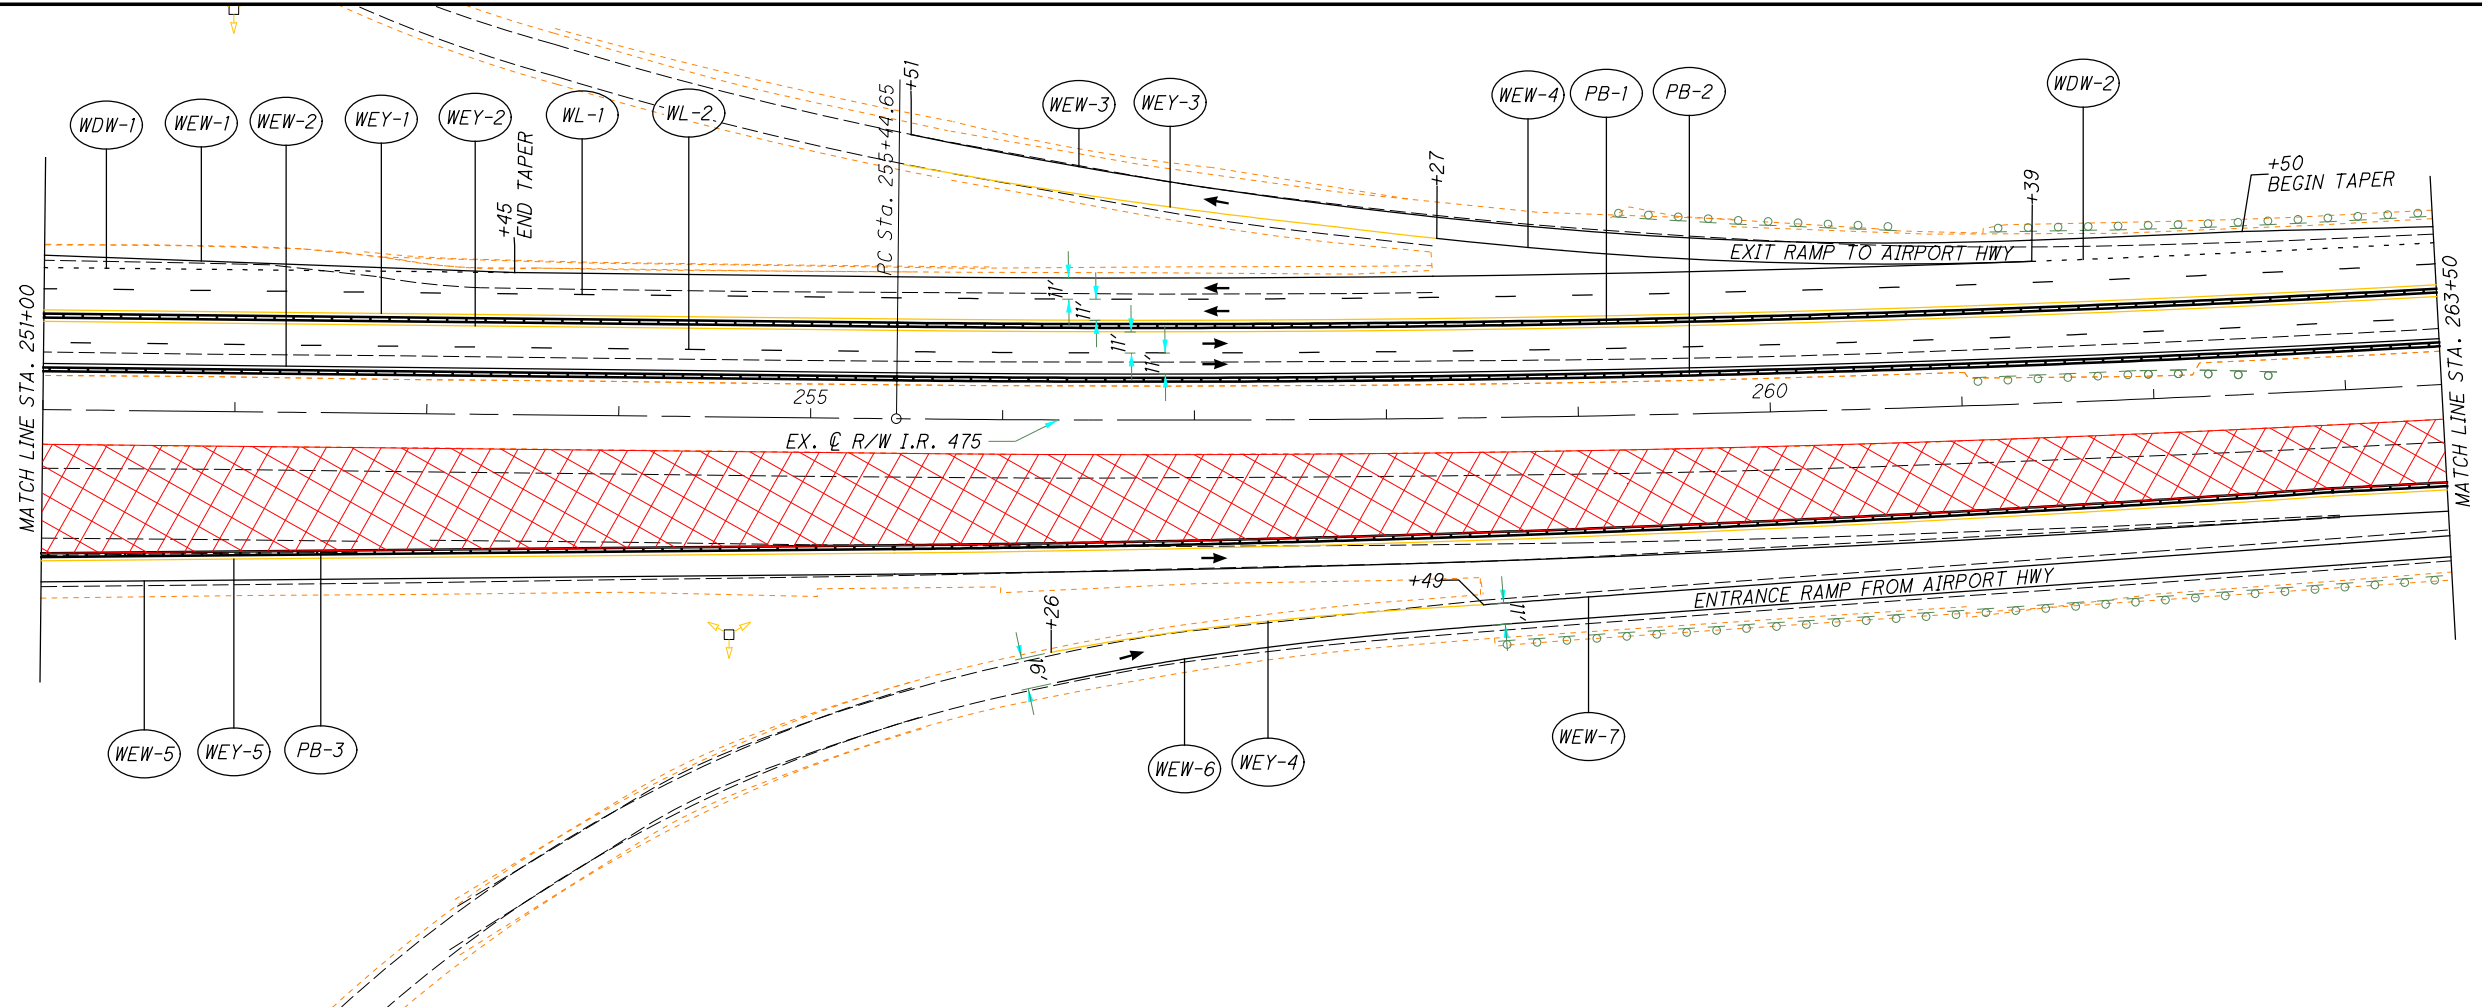 WDW-1
WEW-1
WEW-2
WEY-1
WEY-2
WL-1
WL-2
WEW-3
WEY-3
WEW-4
PB-1
PB-2
WDW-2
+45
END TAPER
PC Sta. 255+44.65
+51
+27
+39
+50
BEGIN TAPER
EXIT RAMP TO AIRPORT HWY
11'
11'
11'
11'
MATCH LINE STA. 251+00
MATCH LINE STA. 263+50
255
260
EX. ℄ R/W I.R. 475
+49
+26
16'
11'
ENTRANCE RAMP FROM AIRPORT HWY
WEW-5
WEY-5
PB-3
WEW-6
WEY-4
WEW-7